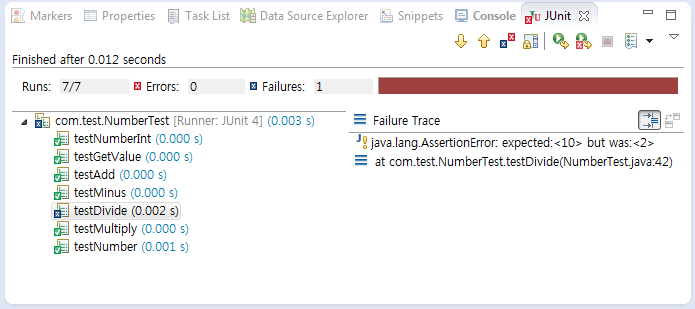 Markers Properties Task List Data Source Explorer Snippets Console JUnit
Finished after 0.012 seconds
Runs: 7/7 Errors: 0 Failures: 1
com.test.NumberTest [Runner: JUnit 4] (0.003 s)
testNumberInt (0.000 s)
testGetValue (0.000 s)
testAdd (0.000 s)
testMinus (0.000 s)
testDivide (0.002 s)
testMultiply (0.000 s)
testNumber (0.001 s)
Failure Trace
java.lang.AssertionError: expected:<10> but was:<2>
at com.test.NumberTest.testDivide(NumberTest.java:42)